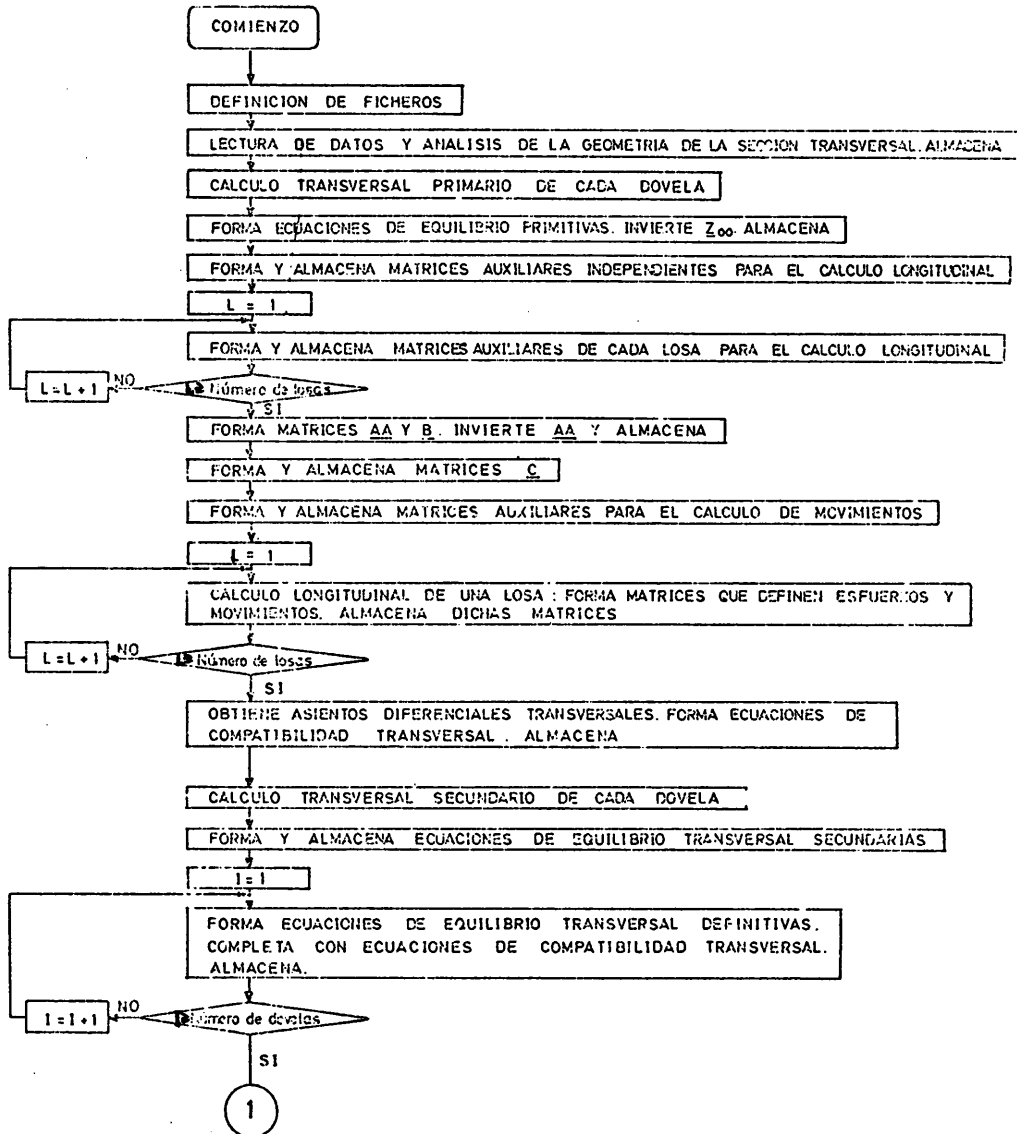 COMIENZO
DEFINICION DE FICHEROS
LECTURA DE DATOS Y ANALISIS DE LA GEOMETRIA DE LA SECCION TRANSVERSAL. ALMACENA
CALCULO TRANSVERSAL PRIMARIO DE CADA DOVELA
FORMA ECUACIONES DE EQUILIBRIO PRIMITIVAS. INVIERTE Z00. ALMACENA
FORMA Y ALMACENA MATRICES AUXILIARES INDEPENDIENTES PARA EL CALCULO LONGITUDINAL
L = 1
FORMA Y ALMACENA MATRICES AUXILIARES DE CADA LOSA PARA EL CALCULO LONGITUDINAL
L = L + 1
NO
Número de losas
SI
FORMA MATRICES AA Y B. INVIERTE AA Y ALMACENA
FORMA Y ALMACENA MATRICES C
FORMA Y ALMACENA MATRICES AUXILIARES PARA EL CALCULO DE MOVIMIENTOS
L = 1
CALCULO LONGITUDINAL DE UNA LOSA : FORMA MATRICES QUE DEFINEN ESFUERZOS Y
MOVIMIENTOS. ALMACENA DICHAS MATRICES
L = L + 1
NO
Número de losas
SI
OBTIENE ASIENTOS DIFERENCIALES TRANSVERSALES. FORMA ECUACIONES DE
COMPATIBILIDAD TRANSVERSAL . ALMACENA
CALCULO TRANSVERSAL SECUNDARIO DE CADA DOVELA
FORMA Y ALMACENA ECUACIONES DE EQUILIBRIO TRANSVERSAL SECUNDARIAS
I = 1
FORMA ECUACIONES DE EQUILIBRIO TRANSVERSAL DEFINITIVAS.
COMPLETA CON ECUACIONES DE COMPATIBILIDAD TRANSVERSAL.
ALMACENA.
I = I + 1
NO
Número de dovelas
SI
1